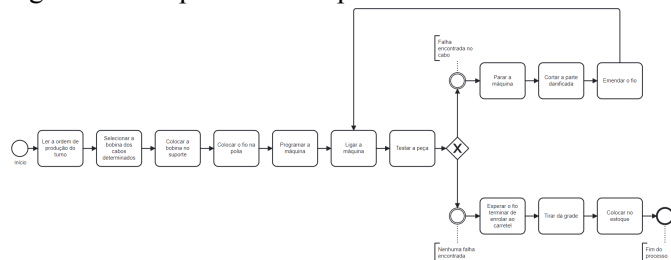 Falha
encontrada no
cabo
Parar a
máquina
Cortar a parte
danificada
Emendar o fio
início
Ler a ordem de
produção do
turno
Selecionar a
bobina dos
cabos
determinados
Colocar a
bobina no
suporte
Colocar o fio na
polia
Programar a
máquina
Ligar a
máquina
Testar a peça
X
Esperar o fio
terminar de
enrolar ao
carretel
Tirar da grade
Colocar no
estoque
Nenhuma falha
encontrada
Fim do
processo